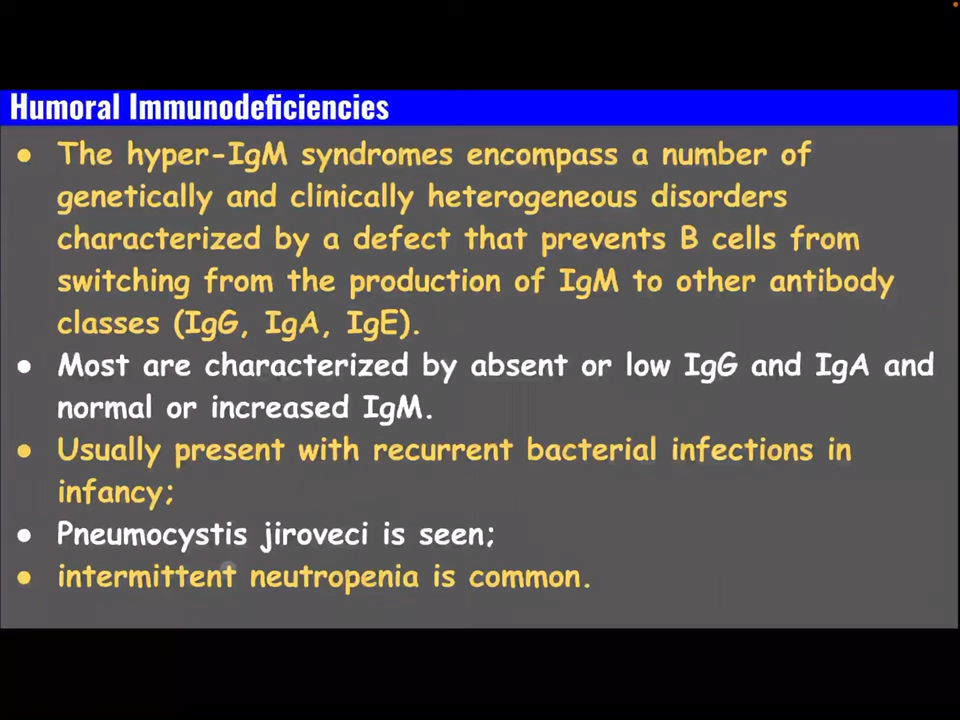 Humoral Immunodeficiencies
● The hyper-IgM syndromes encompass a number of
genetically and clinically heterogeneous disorders
characterized by a defect that prevents B cells from
switching from the production of IgM to other antibody
classes (IgG, IgA, IgE).
● Most are characterized by absent or low IgG and IgA and
normal or increased IgM.
● Usually present with recurrent bacterial infections in
infancy;
● Pneumocystis jiroveci is seen;
● intermittent neutropenia is common.